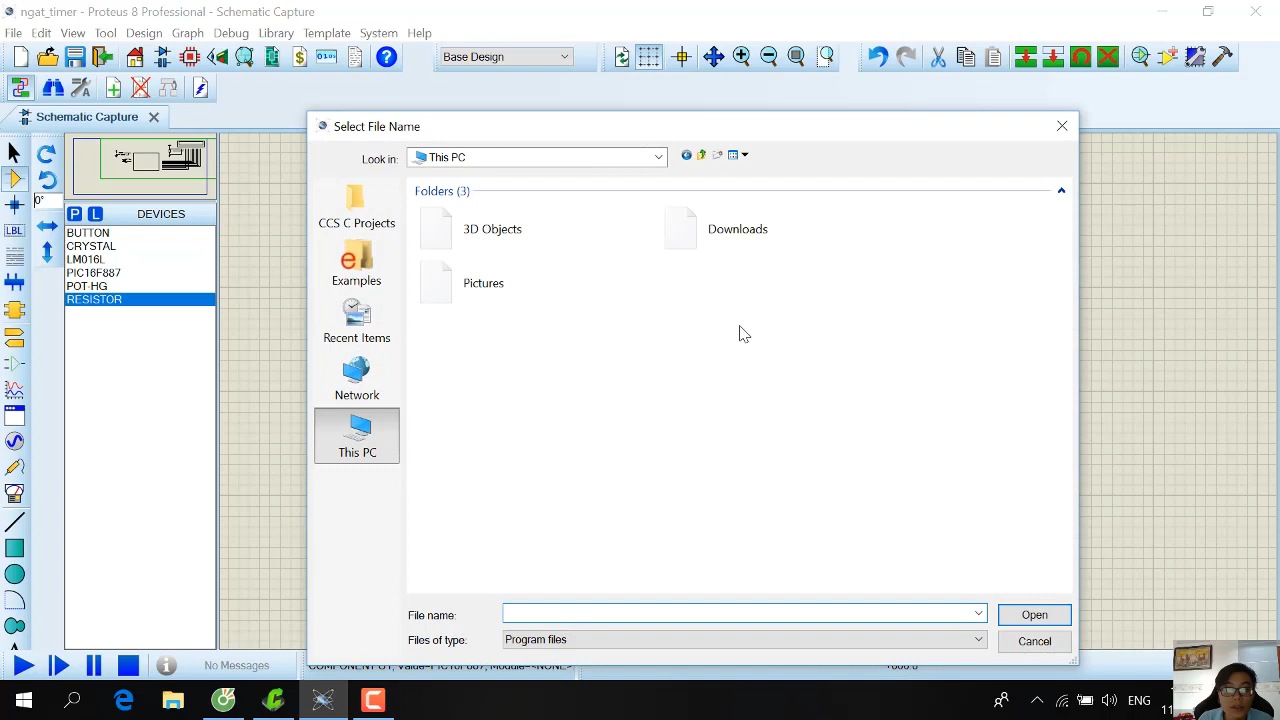 ngat_timer - Proteus 8 Professional - Schematic Capture
File Edit View Tool Design Graph Debug Library Template System Help
Base Design
Schematic Capture
Select File Name
Look in: This PC
0°
P L DEVICES
BUTTON
CRYSTAL
LM016L
PIC16F887
POT-HG
RESISTOR
LBL
CCS C Projects
Examples
Recent Items
Network
This PC
Folders (3)
3D Objects
Downloads
Pictures
File name: Open
Files of type: Program files Cancel
No Messages
ENG